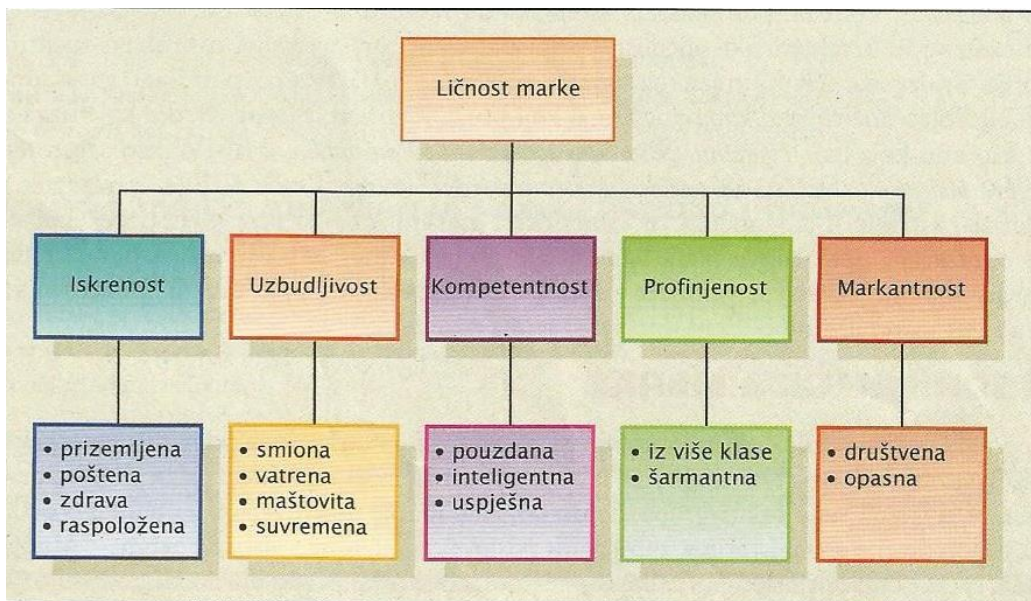 Ličnost marke
Iskrenost
Uzbudljivost
Kompetentnost
Profinjenost
Markantnost
• prizemljena
• poštena
• zdrava
• raspoložena
• smiona
• vatrena
• maštovita
• suvremena
• pouzdana
• inteligentna
• uspješna
• iz više klase
• šarmantna
• društvena
• opasna